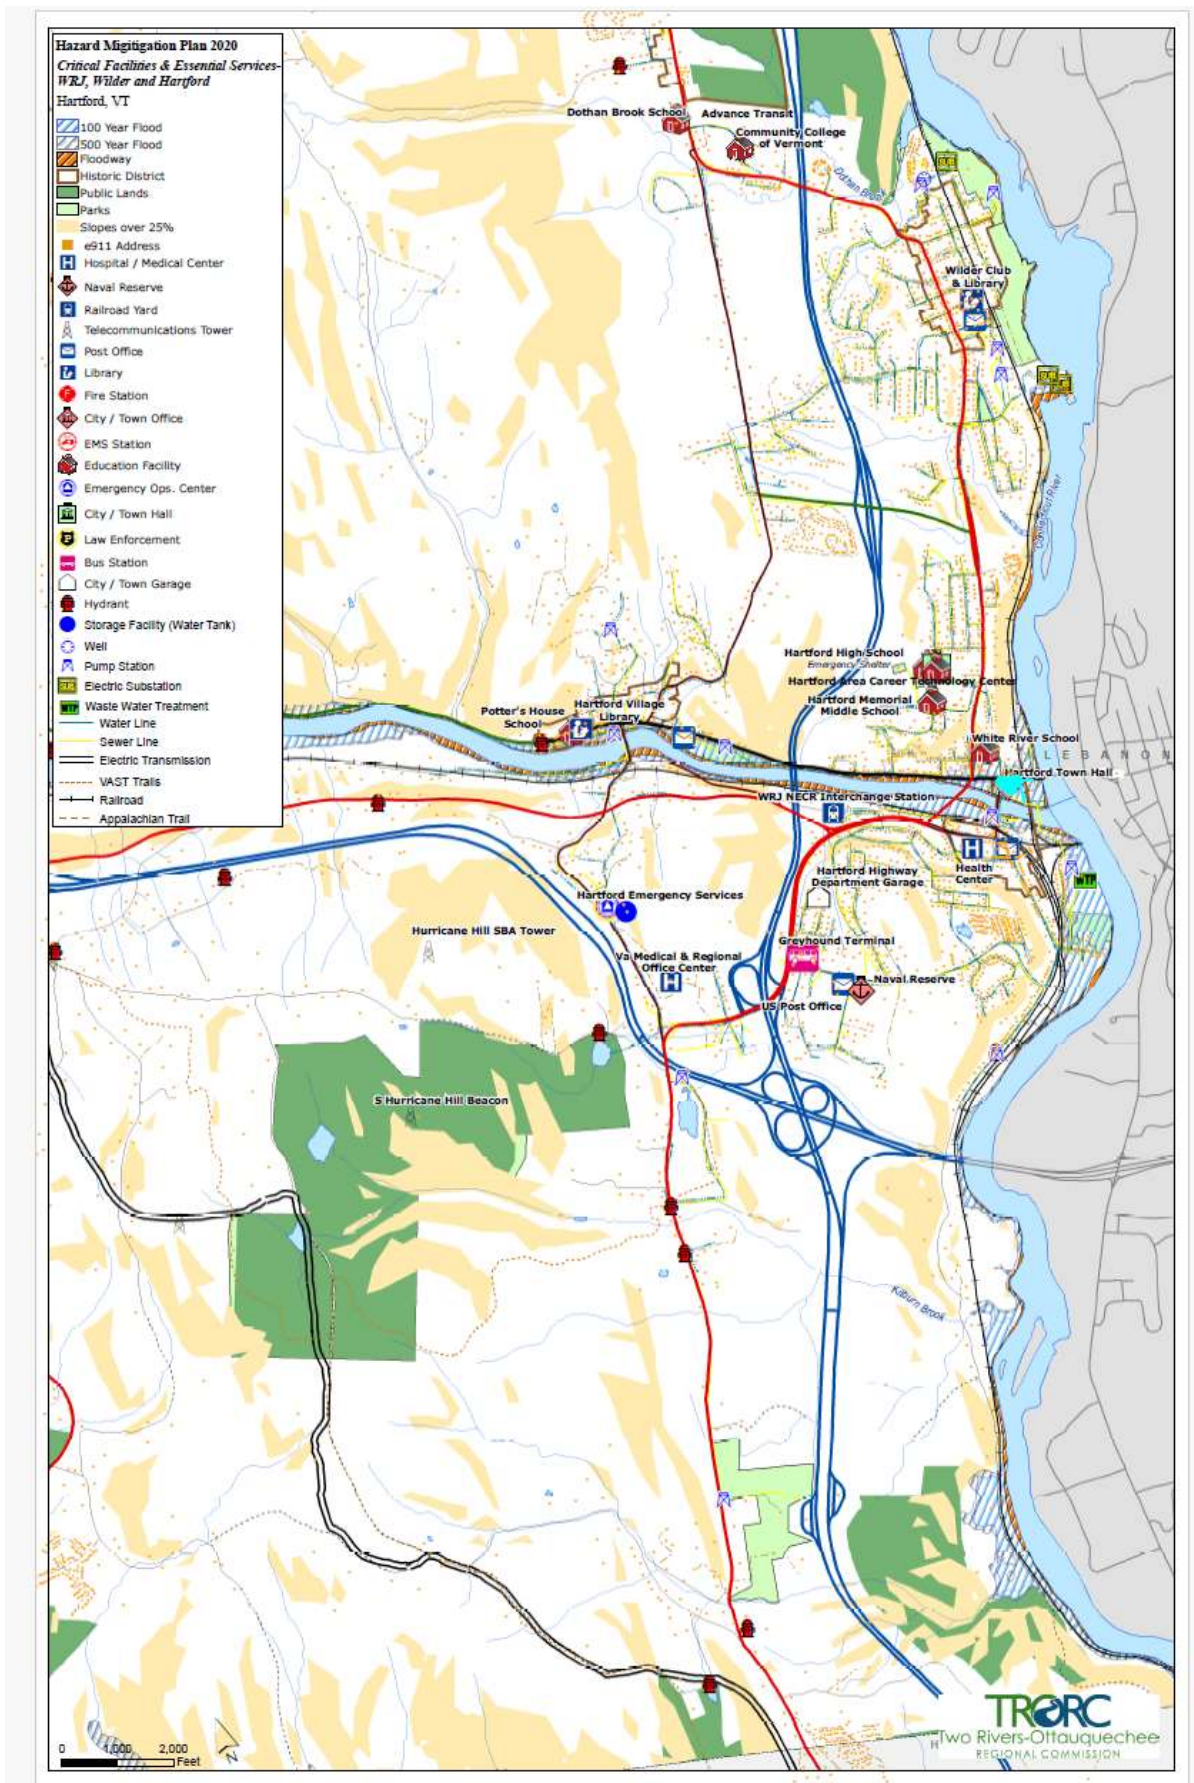 Hazard Migitigation Plan 2020
Critical Facilities & Essential Services-
WRJ, Wilder and Hartford
Hartford, VT
100 Year Flood
500 Year Flood
Floodway
Historic District
Public Lands
Parks
Slopes over 25%
e911 Address
Hospital / Medical Center
Naval Reserve
Railroad Yard
Telecommunications Tower
Post Office
Library
Fire Station
City / Town Office
EMS Station
Education Facility
Emergency Ops. Center
City / Town Hall
Law Enforcement
Bus Station
City / Town Garage
Hydrant
Storage Facility (Water Tank)
Well
Pump Station
Electric Substation
Waste Water Treatment
Water Line
Sewer Line
Electric Transmission
VAST Trails
Railroad
Appalachian Trail
Dothan Brook School
Advance Transit
Community College
of Vermont
Dothan Brook
Wilder Club
& Library
Connecticut River
Hartford High School
Emergency Shelter
Hartford Area Career Technology Center
Hartford Memorial
Middle School
Potter's House
School
Hartford Village
Library
White River School
LEBANON
Hartford Town Hall
WRJ NECR Interchange Station
Health
Center
Hartford Highway
Department Garage
WTP
Hartford Emergency Services
Hurricane Hill SBA Tower
Greyhound Terminal
Va Medical & Regional
Office Center
Naval Reserve
US Post Office
S Hurricane Hill Beacon
Kilburn Brook
0 1,000 2,000
Feet
N
TRORC
Two Rivers-Ottauquechee
REGIONAL COMMISSION